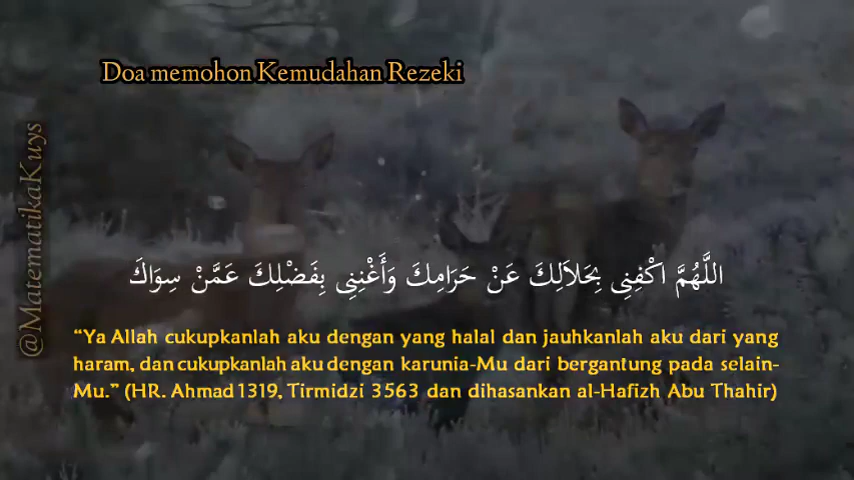 Doa memohon Kemudahan Rezeki
@MatematikaKuys
اللَّهُمَّ اكْفِنِى بِحَلاَلِكَ عَنْ حَرَامِكَ وَأَغْنِنِى بِفَضْلِكَ عَمَّنْ سِوَاكَ
“Ya Allah cukupkanlah aku dengan yang halal dan jauhkanlah aku dari yang
haram, dan cukupkanlah aku dengan karunia-Mu dari bergantung pada selain-
Mu.” (HR. Ahmad 1319, Tirmidzi 3563 dan dihasankan al-Hafizh Abu Thahir)